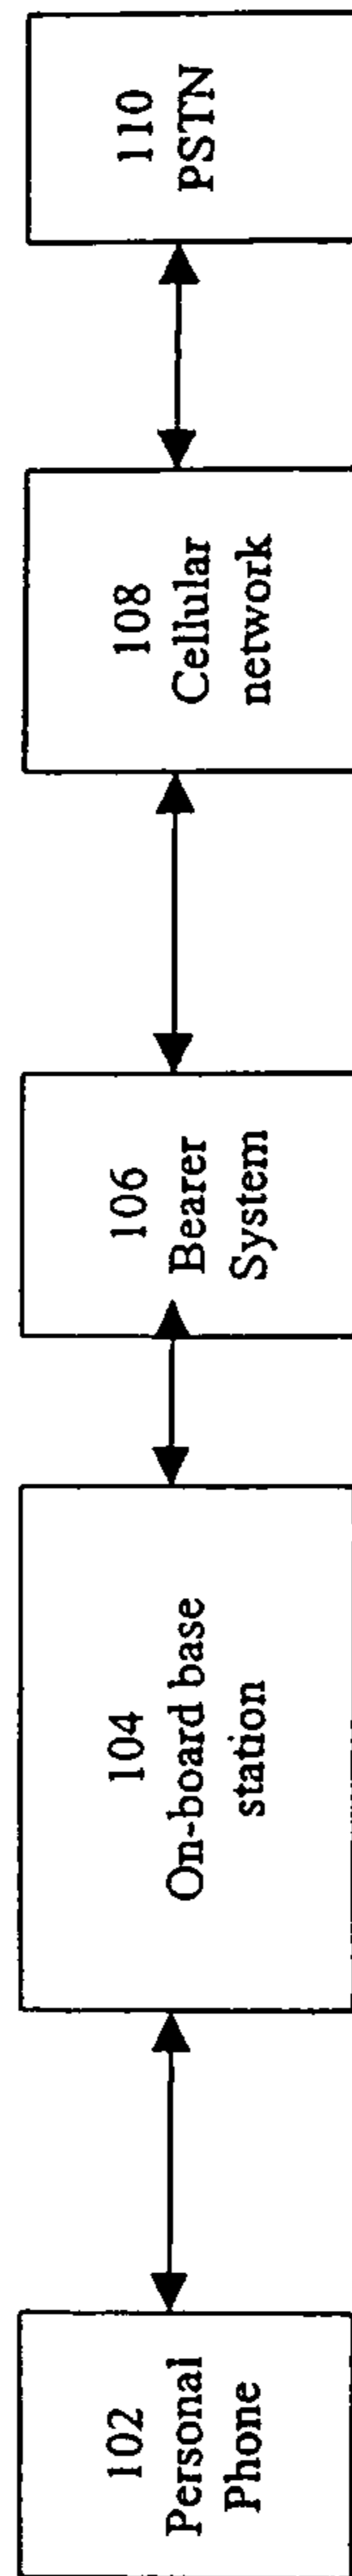 102
Personal
Phone
104
On-board base
station
106
Bearer
System
108
Cellular
network
110
PSTN